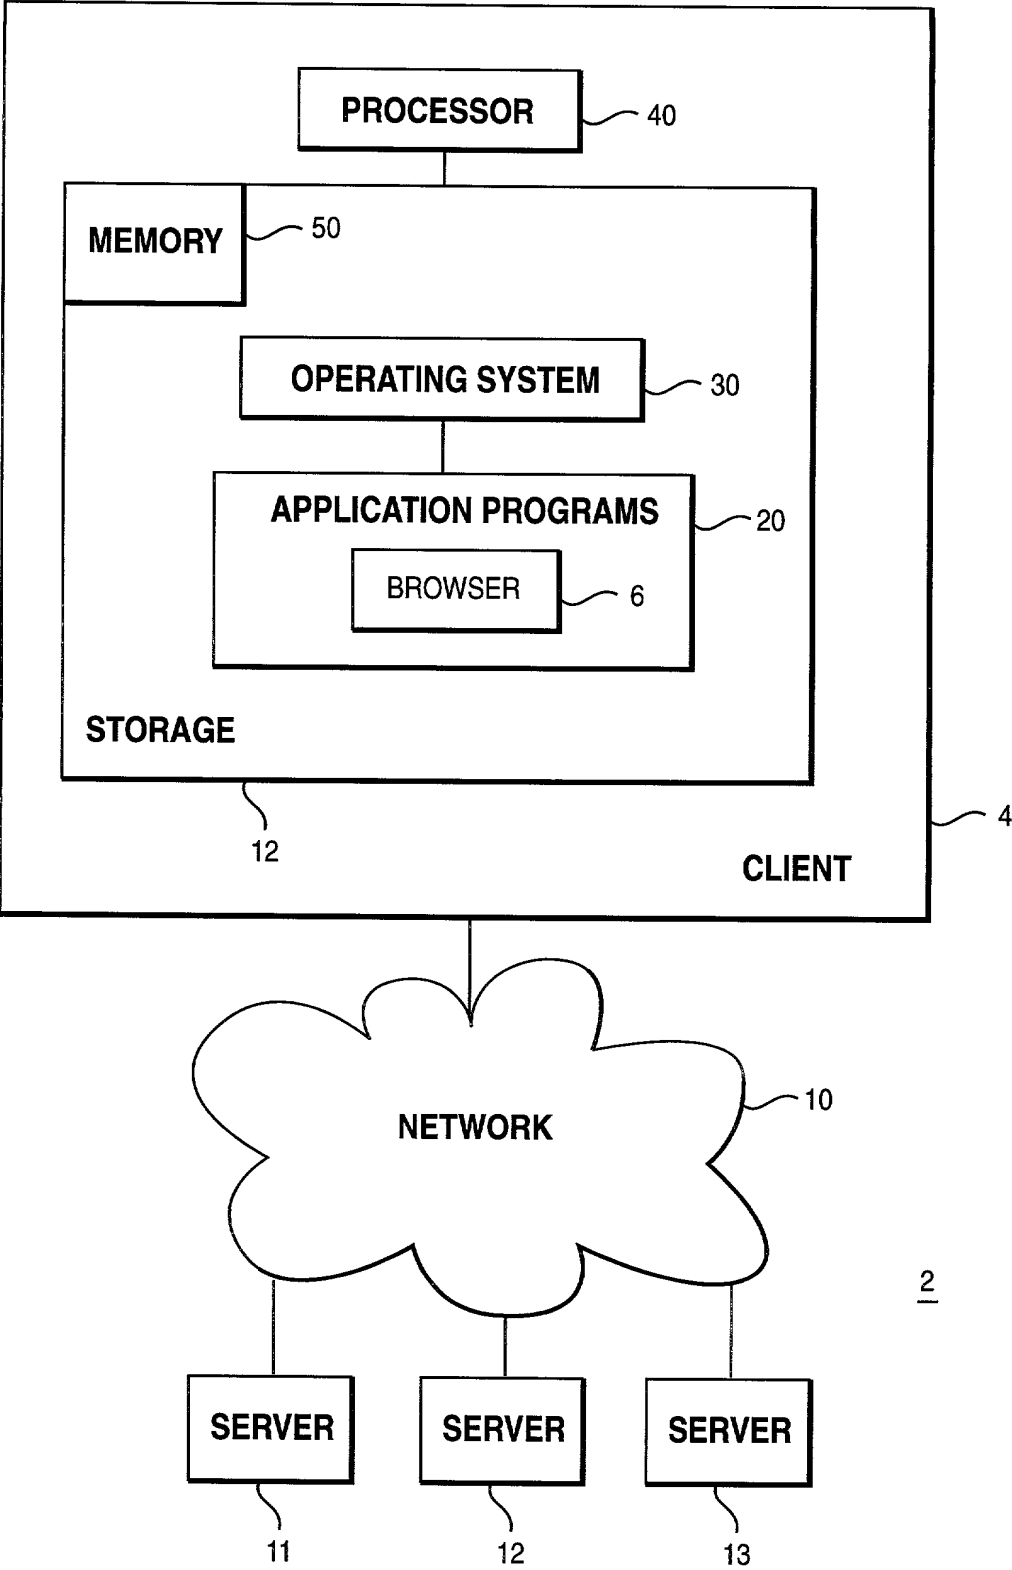 PROCESSOR
40
MEMORY
50
OPERATING SYSTEM
30
APPLICATION PROGRAMS
20
BROWSER
6
STORAGE
12
4
CLIENT
NETWORK
10
2
SERVER
SERVER
SERVER
11
12
13